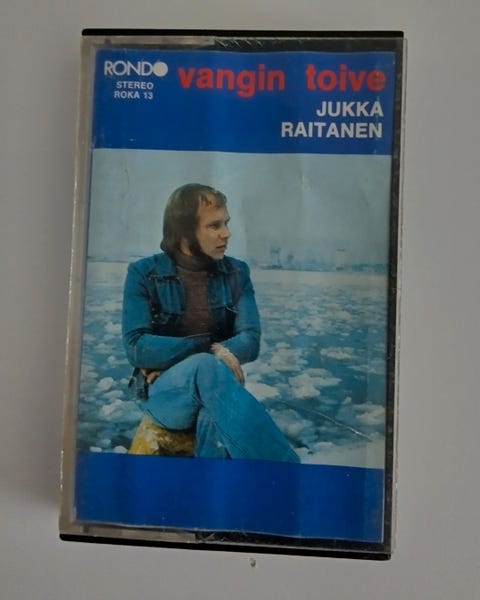 RONDO
STEREO
ROKA 13
vangin toive
JUKKA
RAITANEN